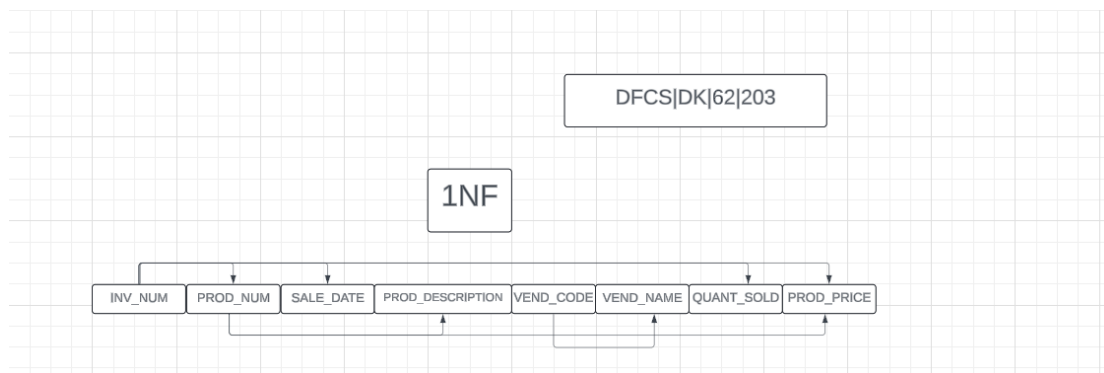 DFCS|DK|62|203
1NF
INV_NUM PROD_NUM SALE_DATE PROD_DESCRIPTION VEND_CODE VEND_NAME QUANT_SOLD PROD_PRICE